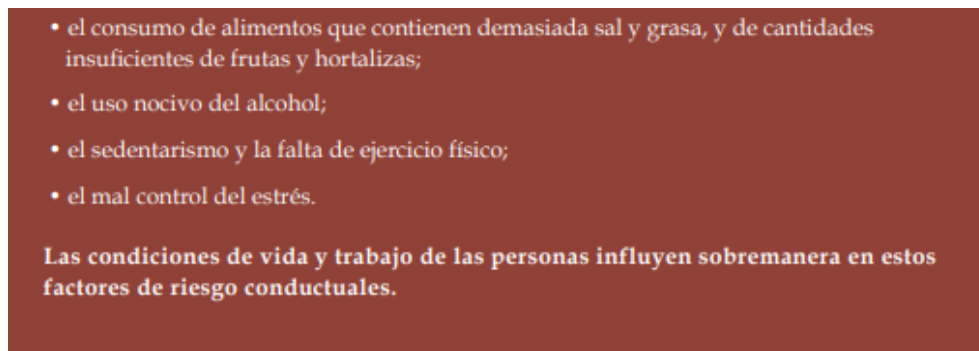 • el consumo de alimentos que contienen demasiada sal y grasa, y de cantidades
insuficientes de frutas y hortalizas;
• el uso nocivo del alcohol;
• el sedentarismo y la falta de ejercicio físico;
• el mal control del estrés.
Las condiciones de vida y trabajo de las personas influyen sobremanera en estos
factores de riesgo conductuales.